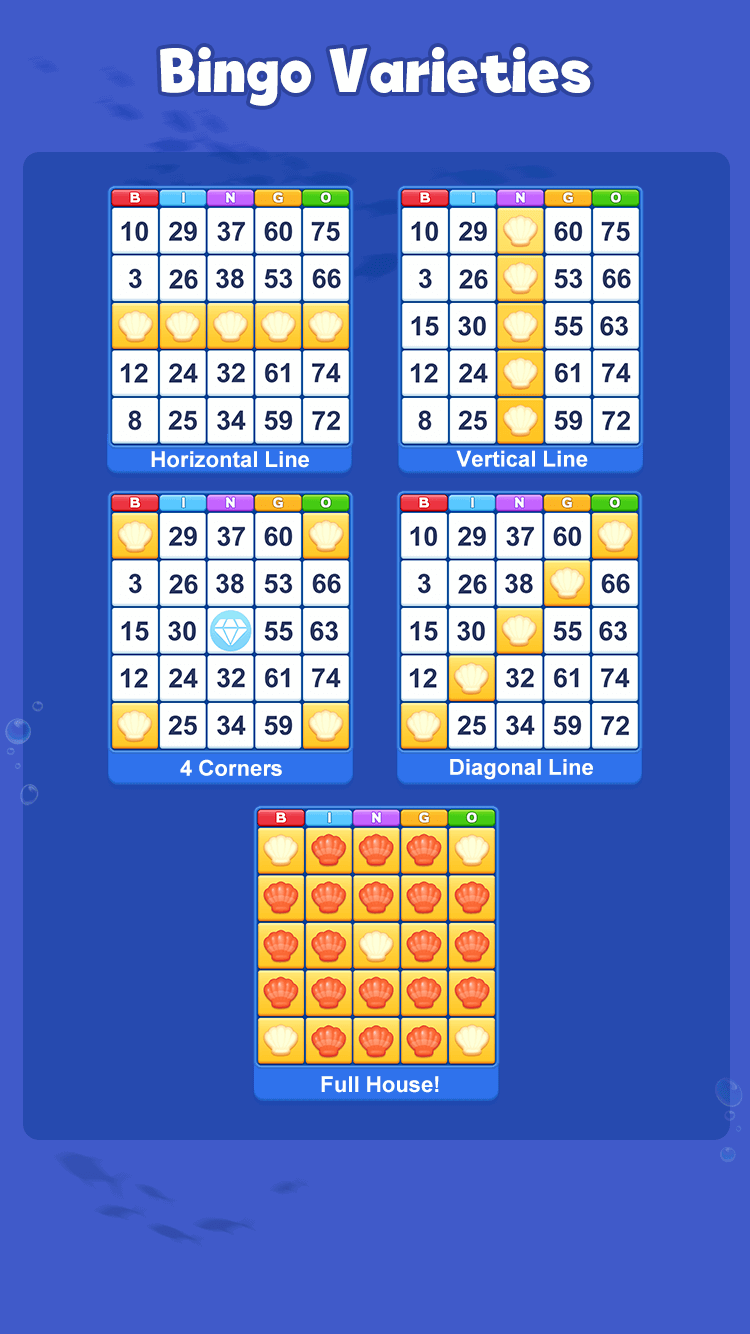 Bingo Varieties
B I N G O
10 29 37 60 75
3 26 38 53 66
12 24 32 61 74
8 25 34 59 72
Horizontal Line
B I N G O
10 29 60 75
3 26 53 66
15 30 55 63
12 24 61 74
8 25 59 72
Vertical Line
B I N G O
29 37 60
3 26 38 53 66
15 30 55 63
12 24 32 61 74
25 34 59
4 Corners
B I N G O
10 29 37 60
3 26 38 66
15 30 55 63
12 32 61 74
25 34 59 72
Diagonal Line
B I N G O
Full House!